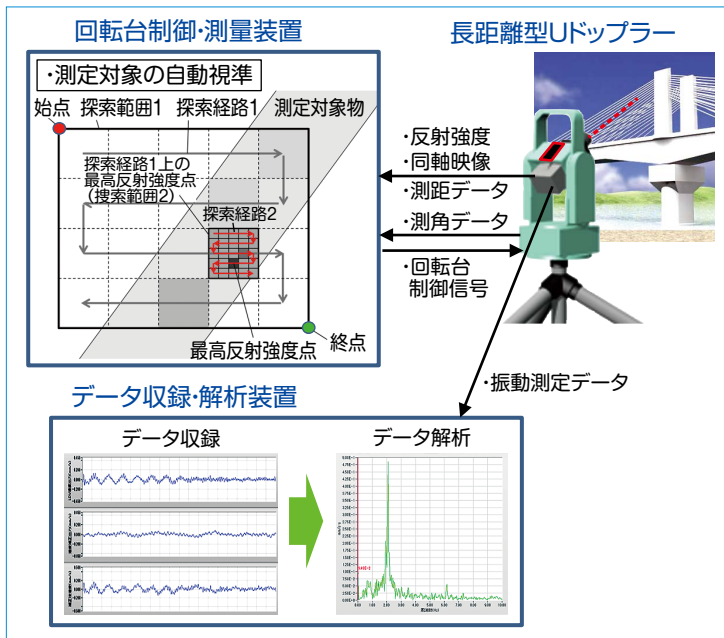 回転台制御・測量装置
長距離型Uドップラー
・測定対象の自動視準
始点
探索範囲1
探索経路1
測定対象物
探索経路1上の
最高反射強度点
(捜索範囲2)
探索経路2
最高反射強度点
終点
・反射強度
・同軸映像
・測距データ
・測角データ
・回転台
制御信号
・振動測定データ
データ収録・解析装置
データ収録
データ解析